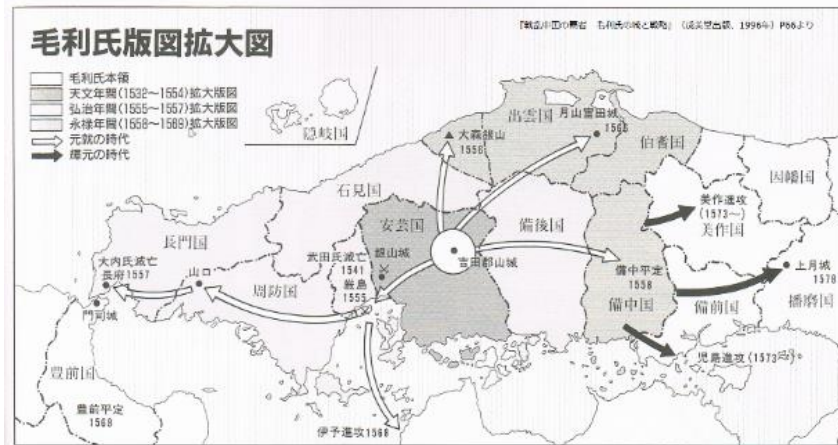 『戦乱中国の覇者 毛利氏の城と戦略』(成美堂出版、1996年)P66より
毛利氏版図拡大図
毛利氏本領
天文年間(1532~1554)拡大版図
弘治年間(1555~1557)拡大版図
永禄年間(1558~1569)拡大版図
元就の時代
輝元の時代
隠岐国
出雲国
月山富田城
1566
大森銀山
1556
伯耆国
因幡国
美作進攻
(1573~)
美作国
石見国
安芸国
備後国
長門国
武田氏滅亡
1541
銀山城
吉田郡山城
大内氏滅亡
長府1557
山口
厳島
1555
備中平定
1558
上月城
1578
周防国
備中国
備前国
播磨国
門司城
児島進攻(1573~)
豊前国
豊前平定
1568
伊予進攻1568